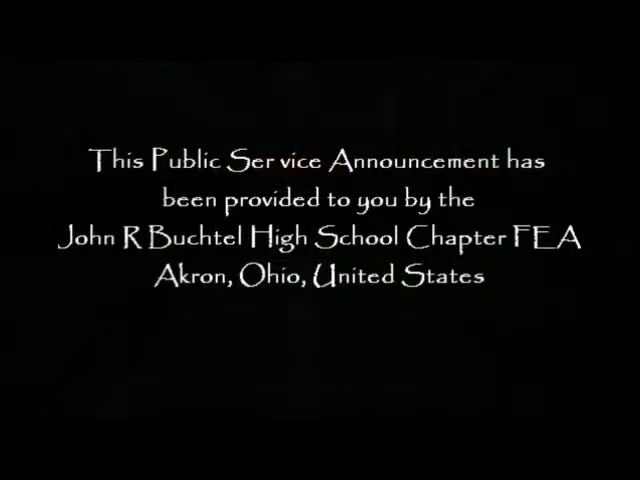 This Public Ser vice Announcement has
been provided to you by the
John R Buchtel High School Chapter FEA
Akron, Ohio, United States